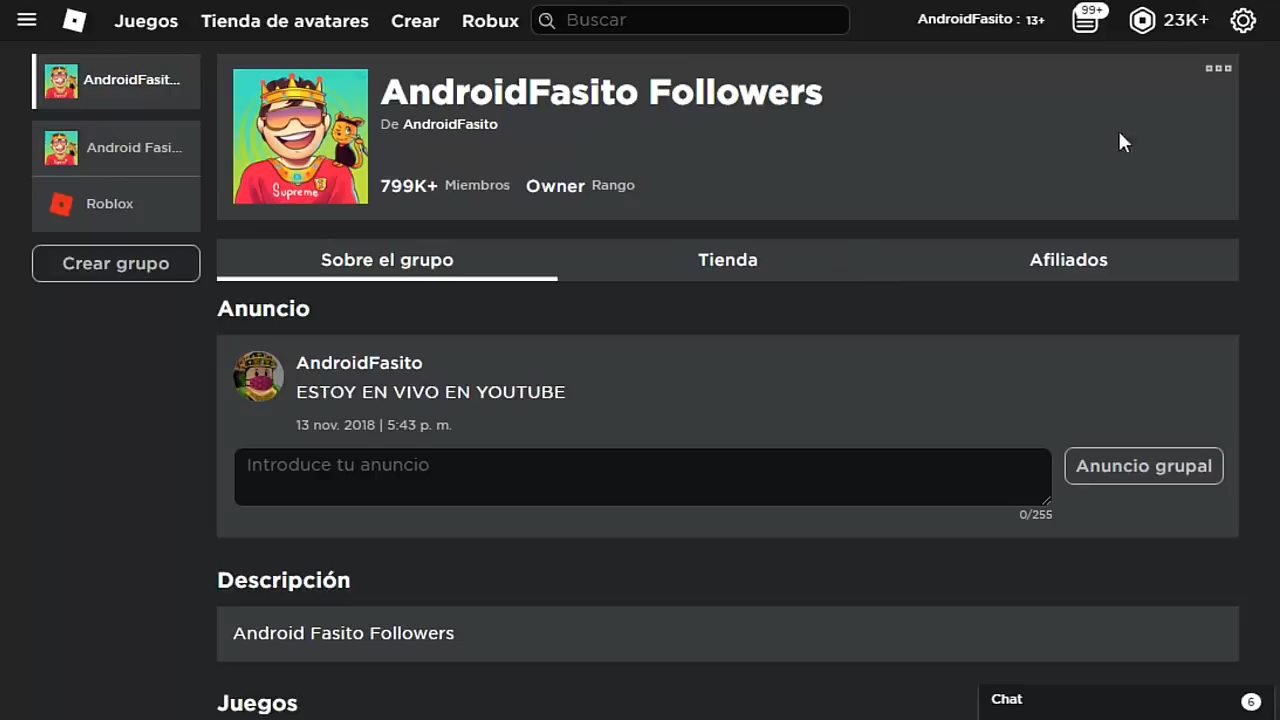 Juegos Tienda de avatares Crear Robux Buscar AndroidFasito : 13+ 99+ 23K+
AndroidFasit...
Android Fasi...
Roblox
Crear grupo
Supreme
AndroidFasito Followers
De AndroidFasito
799K+ Miembros Owner Rango
Sobre el grupo Tienda Afiliados
Anuncio
AndroidFasito
ESTOY EN VIVO EN YOUTUBE
13 nov. 2018 | 5:43 p. m.
Introduce tu anuncio
Anuncio grupal
0/255
Descripción
Android Fasito Followers
Juegos
Chat 6